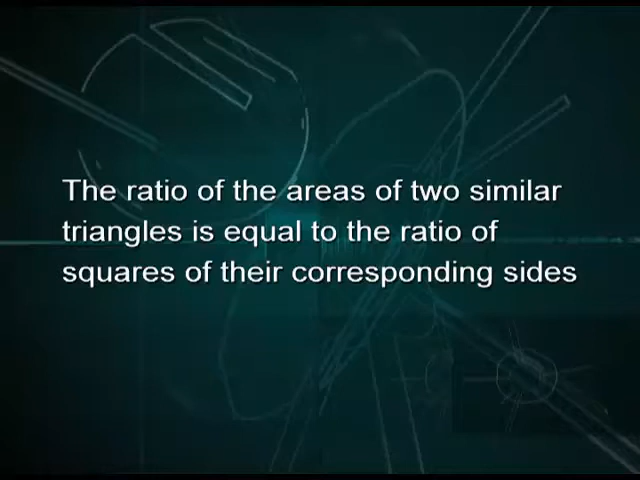 The ratio of the areas of two similar
triangles is equal to the ratio of
squares of their corresponding sides